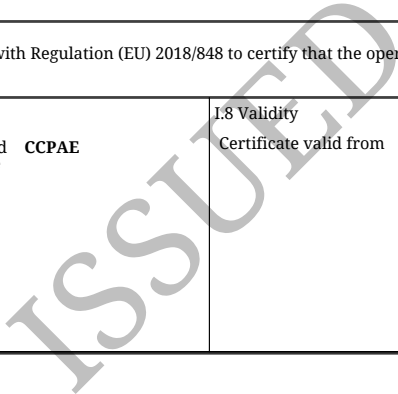 with Regulation (EU) 2018/848 to certify that the oper
I.8 Validity
Certificate valid from
d CCPAE
ISSUED